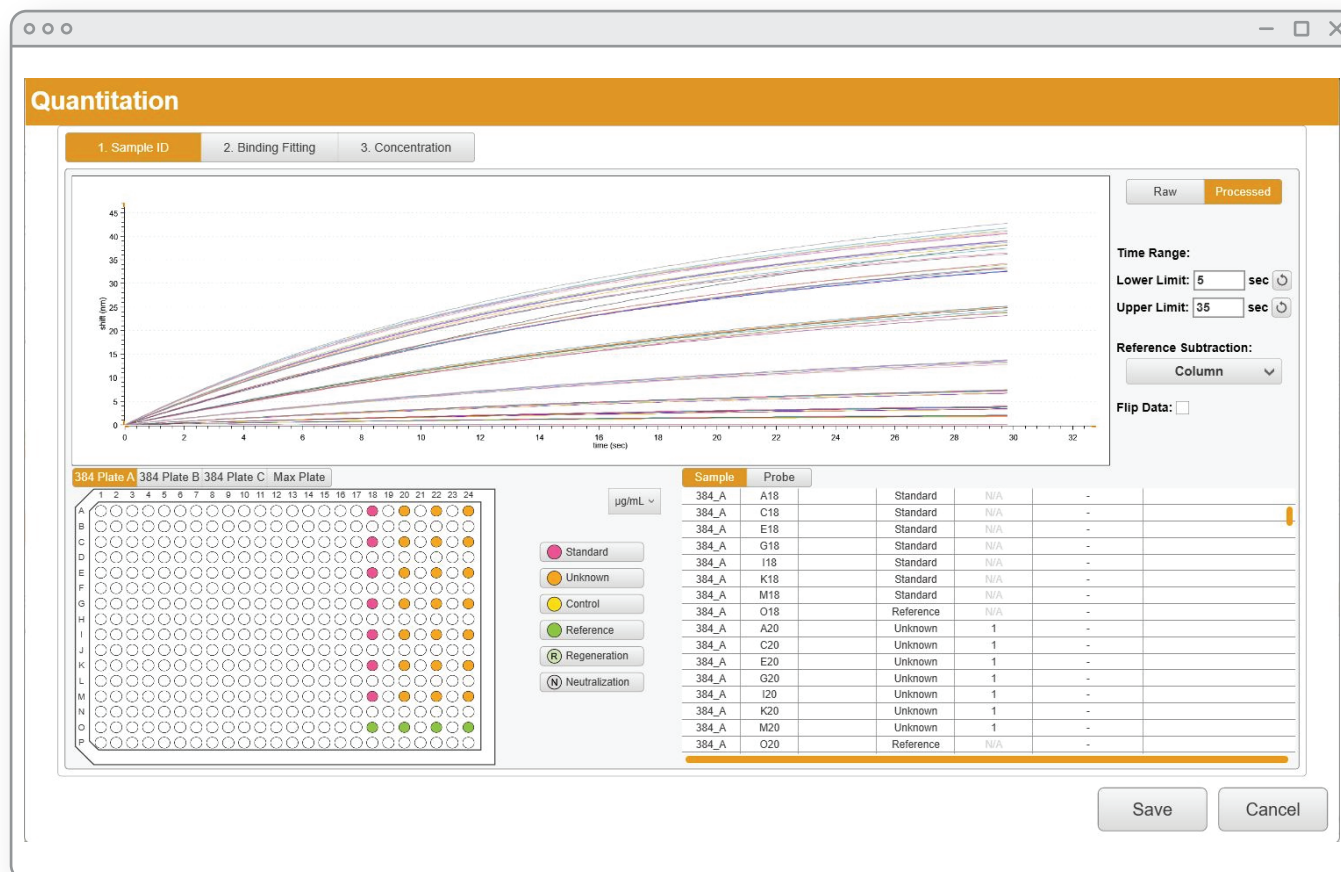 Quantitation
1. Sample ID 2. Binding Fitting 3. Concentration
Raw Processed
45
40
35
30
25
20
15
10
5
0
shift (nm)
0 2 4 6 8 10 12 14 16 18 20 22 24 26 28 30 32
time (sec)
Time Range:
Lower Limit: 5 sec
Upper Limit: 35 sec
Reference Subtraction:
Column
Flip Data:
384 Plate A 384 Plate B 384 Plate C Max Plate
1 2 3 4 5 6 7 8 9 10 11 12 13 14 15 16 17 18 19 20 21 22 23 24
A
B
C
D
E
F
G
H
I
J
K
L
M
N
O
P
µg/mL
Standard
Unknown
Control
Reference
R Regeneration
N Neutralization
Sample Probe
384_A A18 Standard N/A -
384_A C18 Standard N/A -
384_A E18 Standard N/A -
384_A G18 Standard N/A -
384_A I18 Standard N/A -
384_A K18 Standard N/A -
384_A M18 Standard N/A -
384_A O18 Reference N/A -
384_A A20 Unknown 1 -
384_A C20 Unknown 1 -
384_A E20 Unknown 1 -
384_A G20 Unknown 1 -
384_A I20 Unknown 1 -
384_A K20 Unknown 1 -
384_A M20 Unknown 1 -
384_A O20 Reference N/A -
Save Cancel